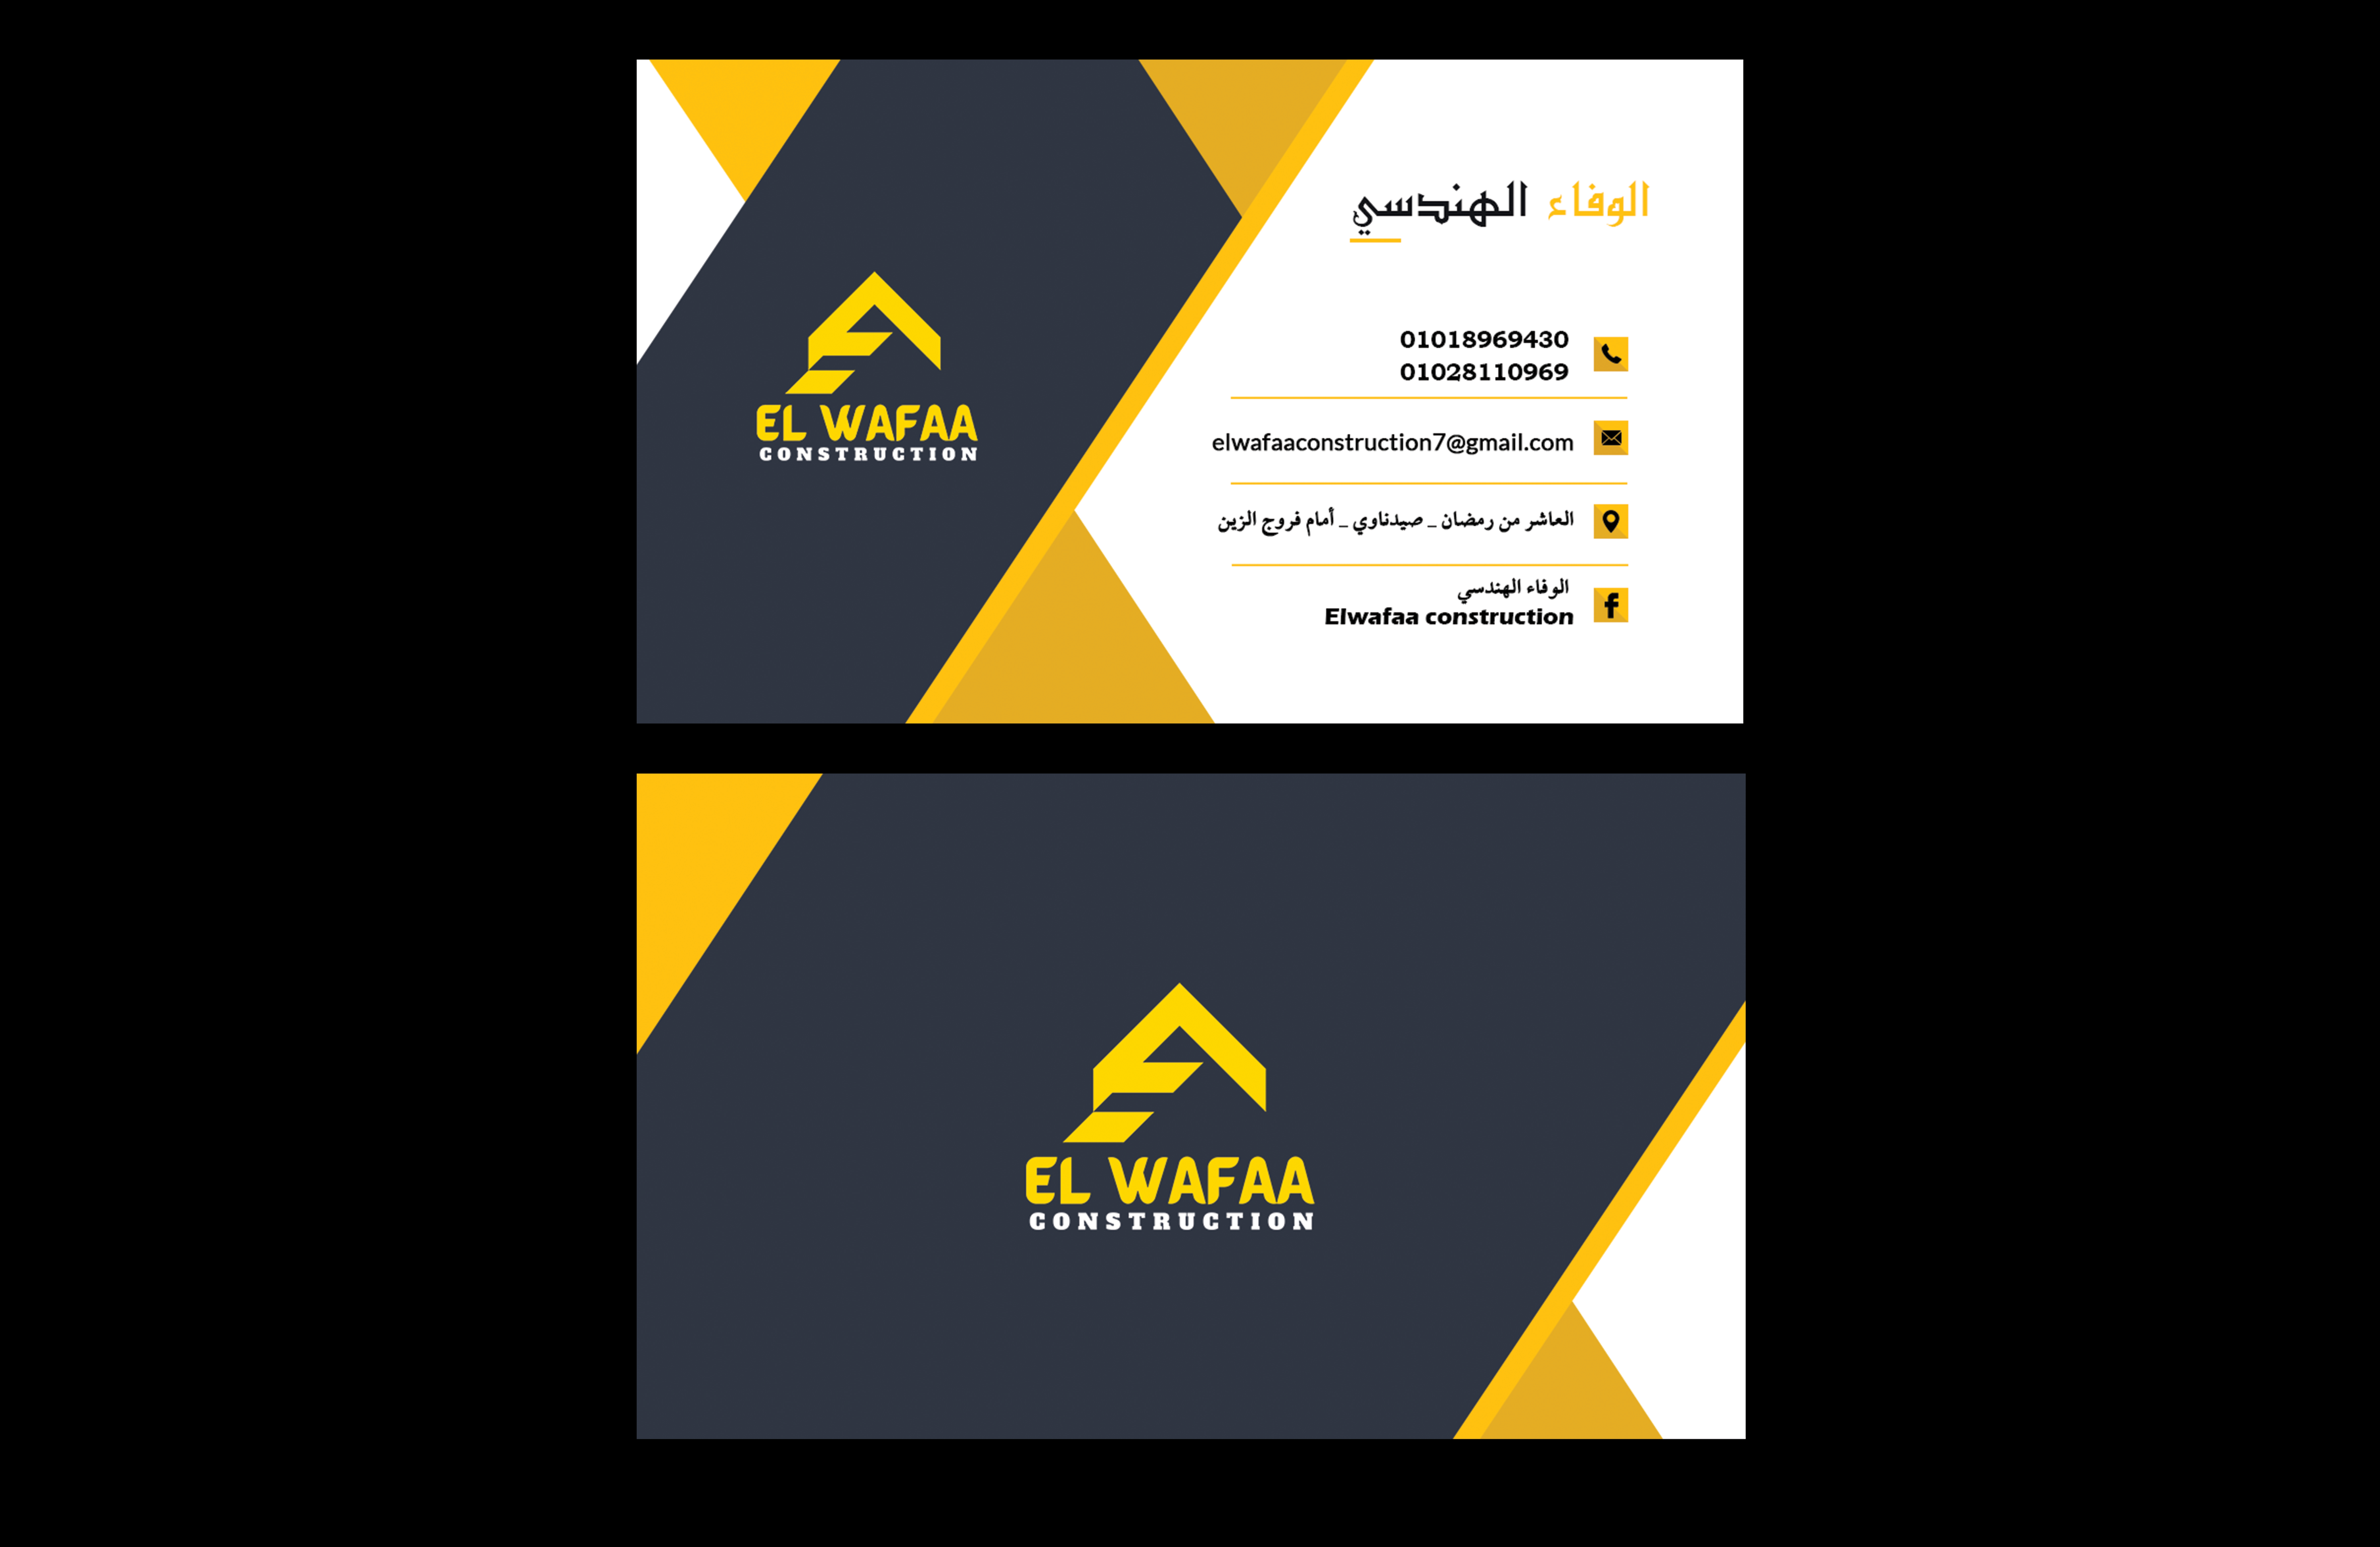 EL WAFAA
CONSTRUCTION
الوفاء الهندسي
01018969430
01028110969
elwafaaconstruction7@gmail.com
العاشر من رمضان _ صيدناوي _ أمام فروج الزين
الوفاء الهندسي
Elwafaa construction
EL WAFAA
CONSTRUCTION